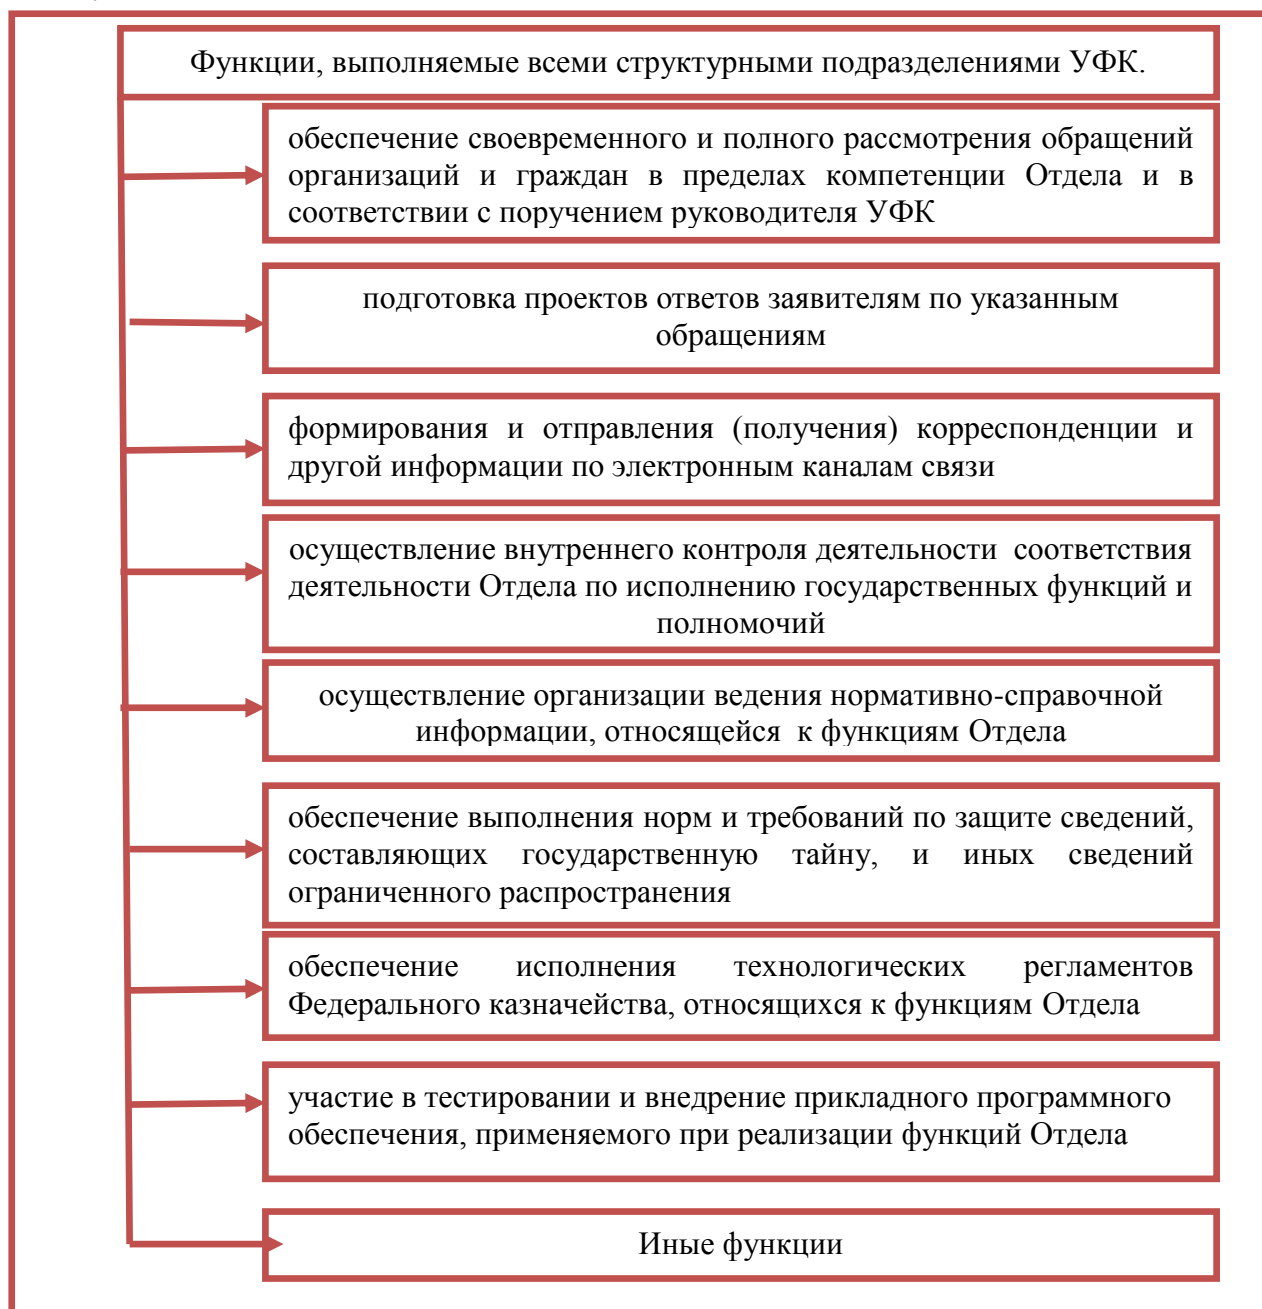 Функции, выполняемые всеми структурными подразделениями УФК.
обеспечение своевременного и полного рассмотрения обращений
организаций и граждан в пределах компетенции Отдела и в
соответствии с поручением руководителя УФК
подготовка проектов ответов заявителям по указанным
обращениям
формирования и отправления (получения) корреспонденции и
другой информации по электронным каналам связи
осуществление внутреннего контроля деятельности соответствия
деятельности Отдела по исполнению государственных функций и
полномочий
осуществление организации ведения нормативно-справочной
информации, относящейся к функциям Отдела
обеспечение выполнения норм и требований по защите сведений,
составляющих государственную тайну, и иных сведений
ограниченного распространения
обеспечение исполнения технологических регламентов
Федерального казначейства, относящихся к функциям Отдела
участие в тестировании и внедрение прикладного программного
обеспечения, применяемого при реализации функций Отдела
Иные функции